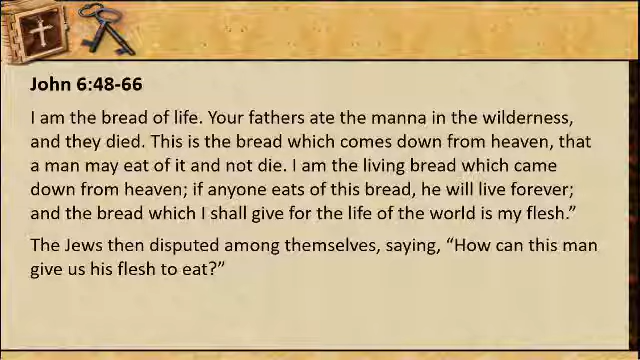 John 6:48-66
I am the bread of life. Your fathers ate the manna in the wilderness,
and they died. This is the bread which comes down from heaven, that
a man may eat of it and not die. I am the living bread which came
down from heaven; if anyone eats of this bread, he will live forever;
and the bread which I shall give for the life of the world is my flesh.”
The Jews then disputed among themselves, saying, “How can this man
give us his flesh to eat?”